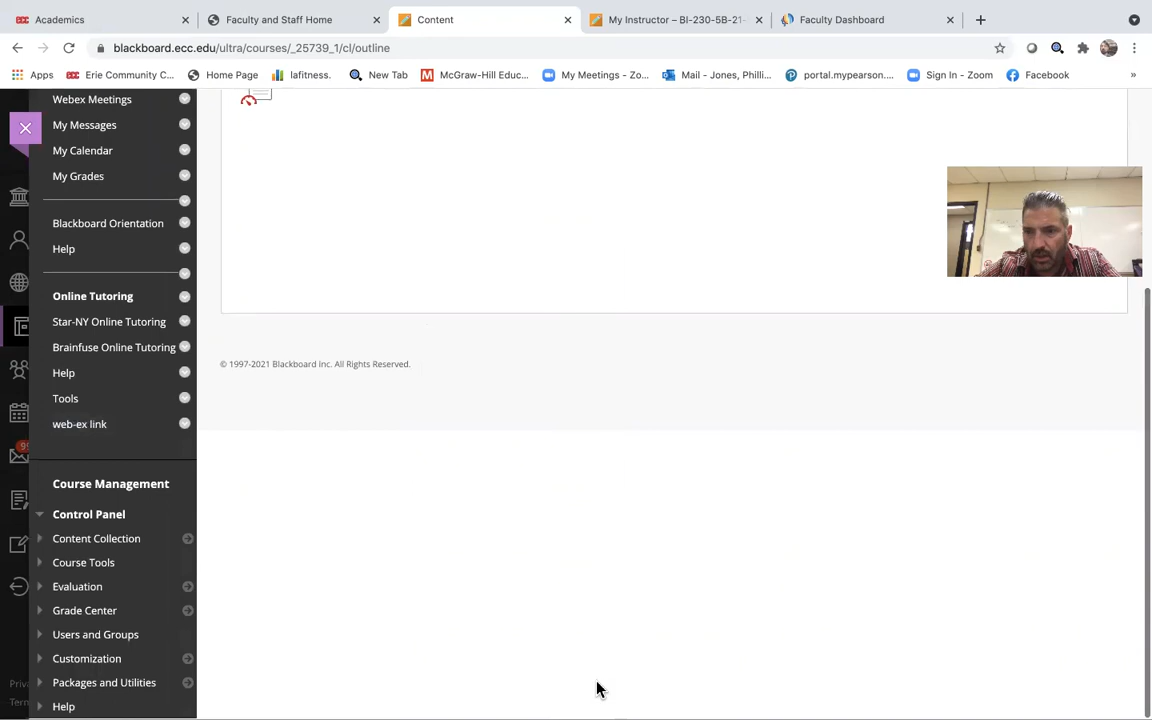 Academics
Faculty and Staff Home
Content
My Instructor – BI-230-5B-21-
Faculty Dashboard
blackboard.ecc.edu/ultra/courses/_25739_1/cl/outline
Apps
Erie Community C...
Home Page
lafitness.
New Tab
McGraw-Hill Educ...
My Meetings - Zo...
Mail - Jones, Philli...
portal.mypearson....
Sign In - Zoom
Facebook
»
Webex Meetings
My Messages
My Calendar
My Grades
Blackboard Orientation
Help
Online Tutoring
Star-NY Online Tutoring
Brainfuse Online Tutoring
Help
Tools
web-ex link
Course Management
Control Panel
Content Collection
Course Tools
Evaluation
Grade Center
Users and Groups
Customization
Packages and Utilities
Help
© 1997-2021 Blackboard Inc. All Rights Reserved.